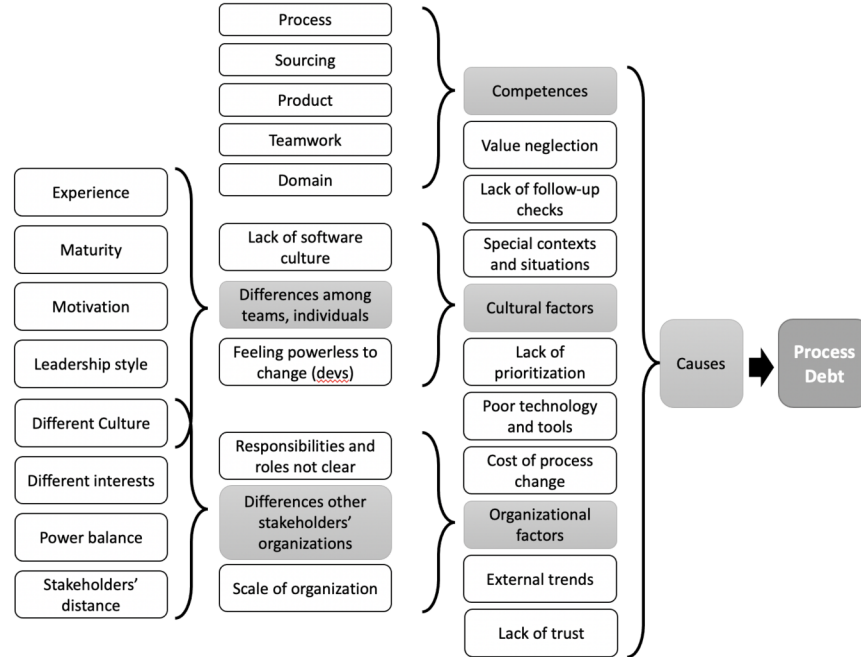 Experience
Maturity
Motivation
Leadership style
Different Culture
Different interests
Power balance
Stakeholders’
distance
Process
Sourcing
Product
Teamwork
Domain
Lack of software
culture
Differences among
teams, individuals
Feeling powerless to
change (devs)
Responsibilities and
roles not clear
Differences other
stakeholders’
organizations
Scale of organization
Competences
Value neglection
Lack of follow-up
checks
Special contexts
and situations
Cultural factors
Lack of
prioritization
Poor technology
and tools
Cost of process
change
Organizational
factors
External trends
Lack of trust
Causes
Process
Debt